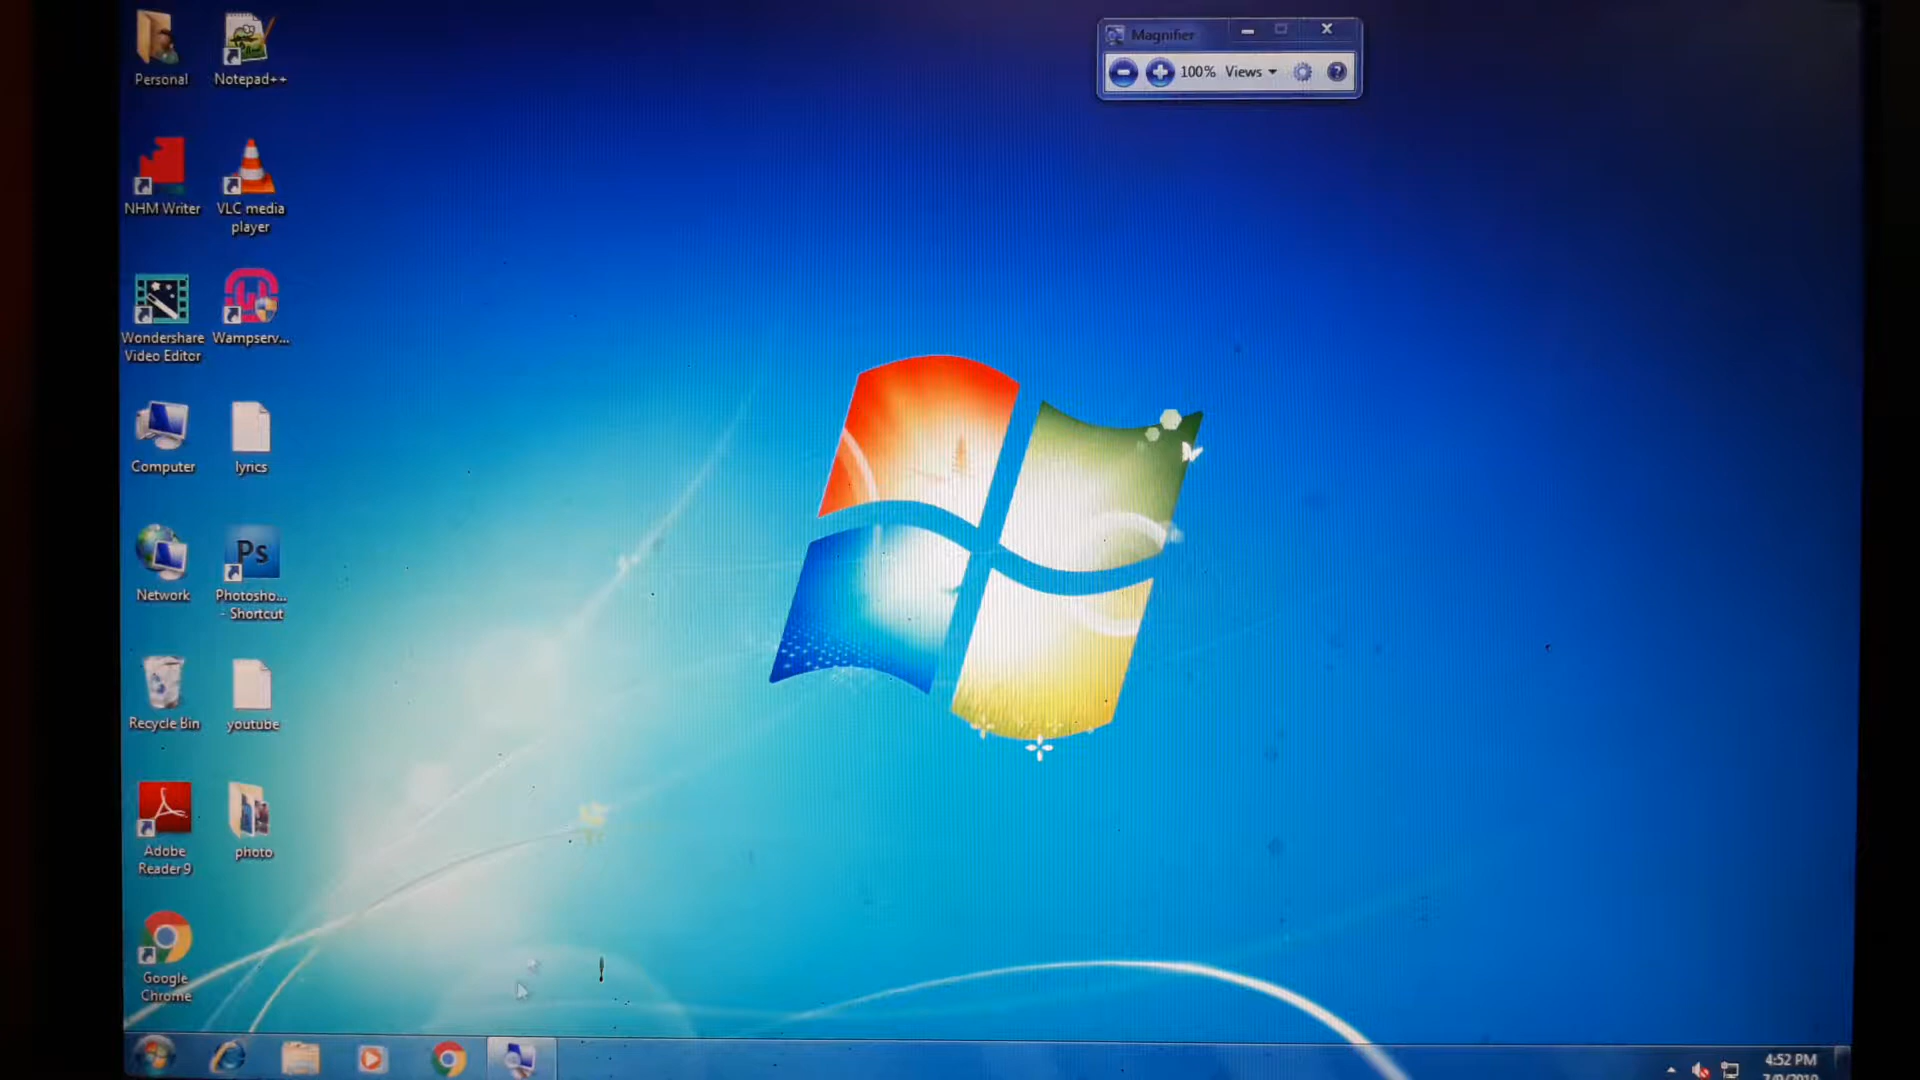 Personal
Notepad++
Magnifier
100% Views
NHM Writer
VLC media
player
Wondershare
Video Editor
Wampserv...
Computer
lyrics
Network
Ps
Photosho...
- Shortcut
Recycle Bin
youtube
Adobe
Reader 9
photo
Google
Chrome
4:52 PM